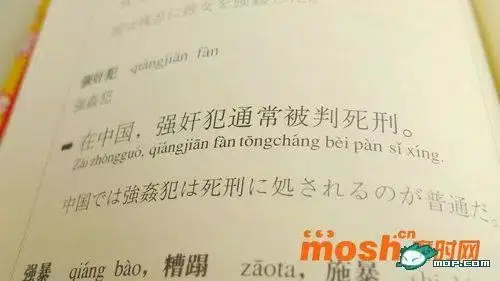 强奸犯 qiángjiān fàn
強姦犯
在中国，强奸犯通常被判死刑。
Zài zhōngguó, qiángjiān fàn tōngcháng bèi pàn sǐ xíng.
中国では強姦犯は死刑に処されるのが普通だ。
mosh.cn
强暴 qiáng bào, 糟蹋 zāota, 施暴
MOP.com